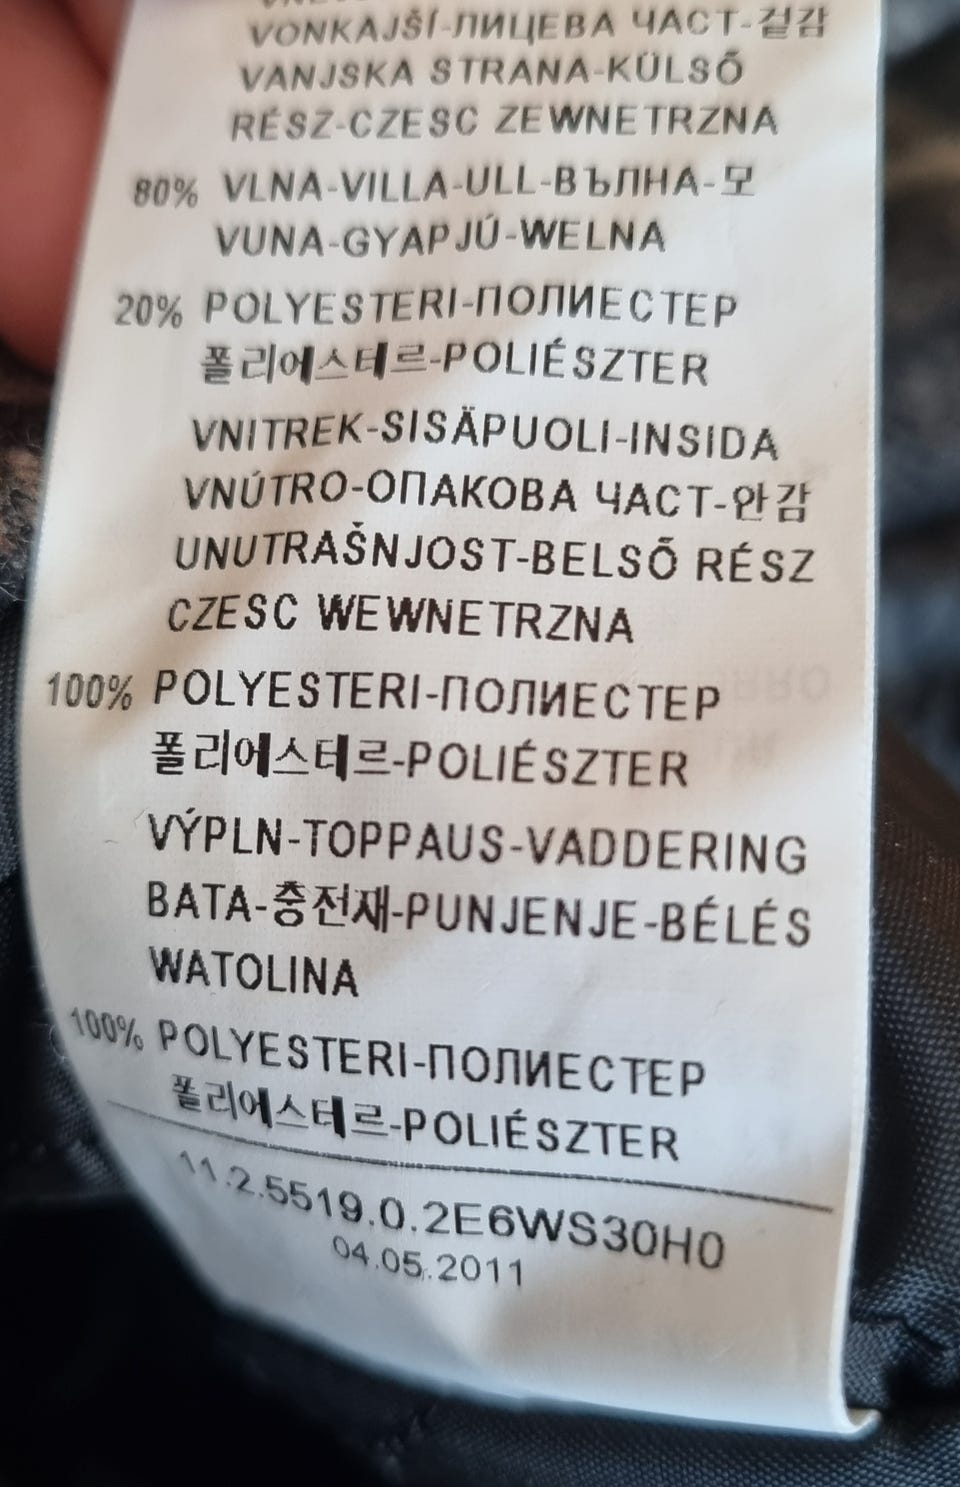 VONKAJŠÍ-ЛИЦЕВА ЧАСТ-겉감
VANJSKA STRANA-KÜLSŐ
RÉSZ-CZESC ZEWNETRZNA
80% VLNA-VILLA-ULL-ВЪЛНА-모
VUNA-GYAPJÚ-WELNA
20% POLYESTERI-ПОЛИЕСТЕР
폴리에스테르-POLIÉSZTER
VNITREK-SISÄPUOLI-INSIDA
VNÚTRO-ОПАКОВА ЧАСТ-안감
UNUTRAŠNJOST-BELSŐ RÉSZ
CZESC WEWNETRZNA
100% POLYESTERI-ПОЛИЕСТЕР
폴리에스테르-POLIÉSZTER
VÝPLN-TOPPAUS-VADDERING
ВАТА-충전재-PUNJENJE-BÉLÉS
WATOLINA
100% POLYESTERI-ПОЛИЕСТЕР
폴리에스테르-POLIÉSZTER
11.2.5519.0.2E6WS30H0
04.05.2011